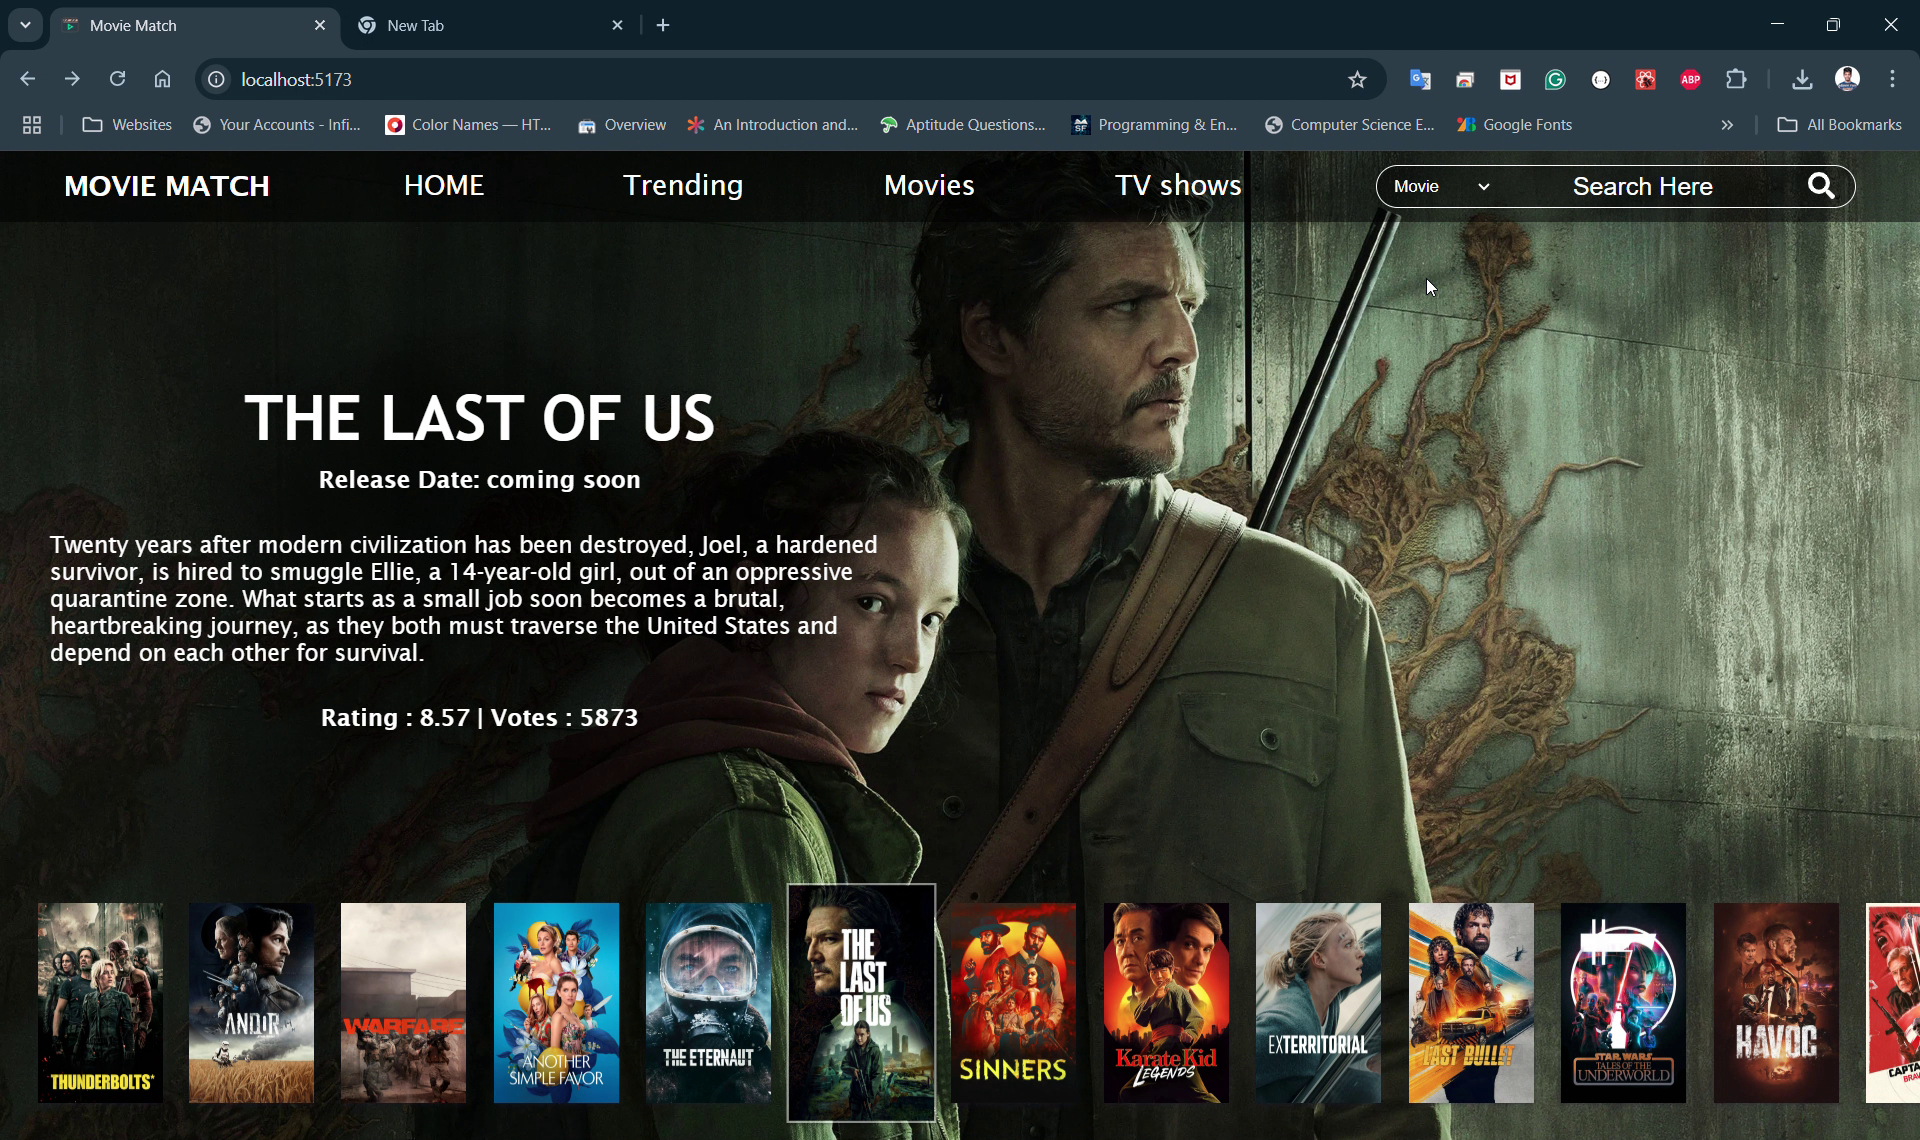 Movie Match
New Tab
localhost:5173
Websites
Your Accounts - Infi...
Color Names — HT...
Overview
An Introduction and...
Aptitude Questions...
Programming & En...
Computer Science E...
Google Fonts
All Bookmarks
MOVIE MATCH
HOME
Trending
Movies
TV shows
Movie
Search Here
THE LAST OF US
Release Date: coming soon
Twenty years after modern civilization has been destroyed, Joel, a hardened
survivor, is hired to smuggle Ellie, a 14-year-old girl, out of an oppressive
quarantine zone. What starts as a small job soon becomes a brutal,
heartbreaking journey, as they both must traverse the United States and
depend on each other for survival.
Rating : 8.57 | Votes : 5873
THUNDERBOLTS*
ANDOR
WARFARE
ANOTHER
SIMPLE FAVOR
THE ETERNAUT
THE
LAST
OF US
SINNERS
Karate Kid
LEGENDS
EXTERRITORIAL
LAST BULLET
STAR WARS
TALES OF THE
UNDERWORLD
HAVOC
CAPTA
BRAV